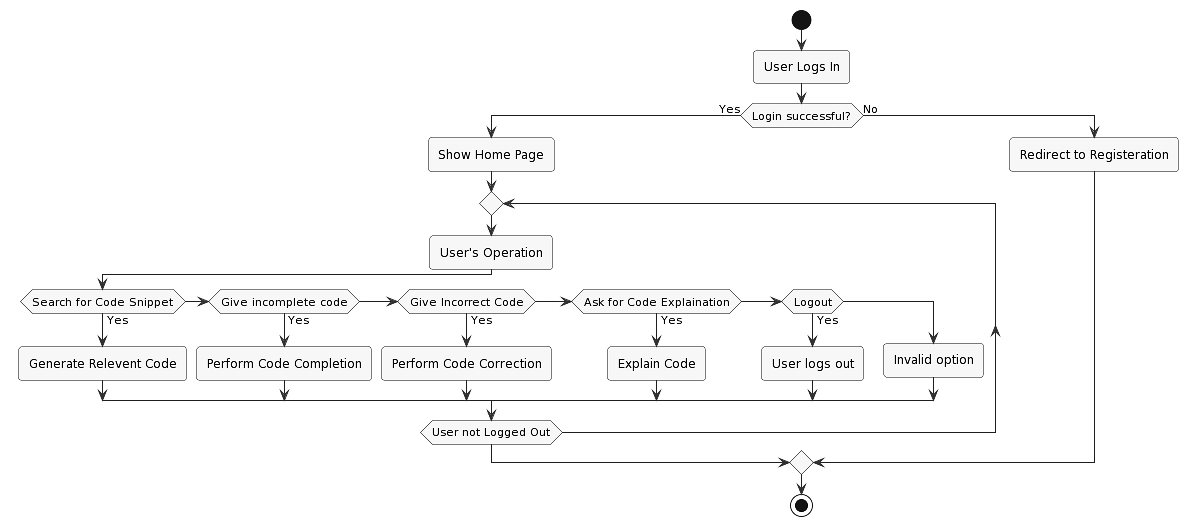 User Logs In
Yes
Login successful?
No
Show Home Page
Redirect to Registeration
User's Operation
Search for Code Snippet
Give incomplete code
Give Incorrect Code
Ask for Code Explaination
Logout
Yes
Yes
Yes
Yes
Yes
Generate Relevent Code
Perform Code Completion
Perform Code Correction
Explain Code
User logs out
Invalid option
User not Logged Out